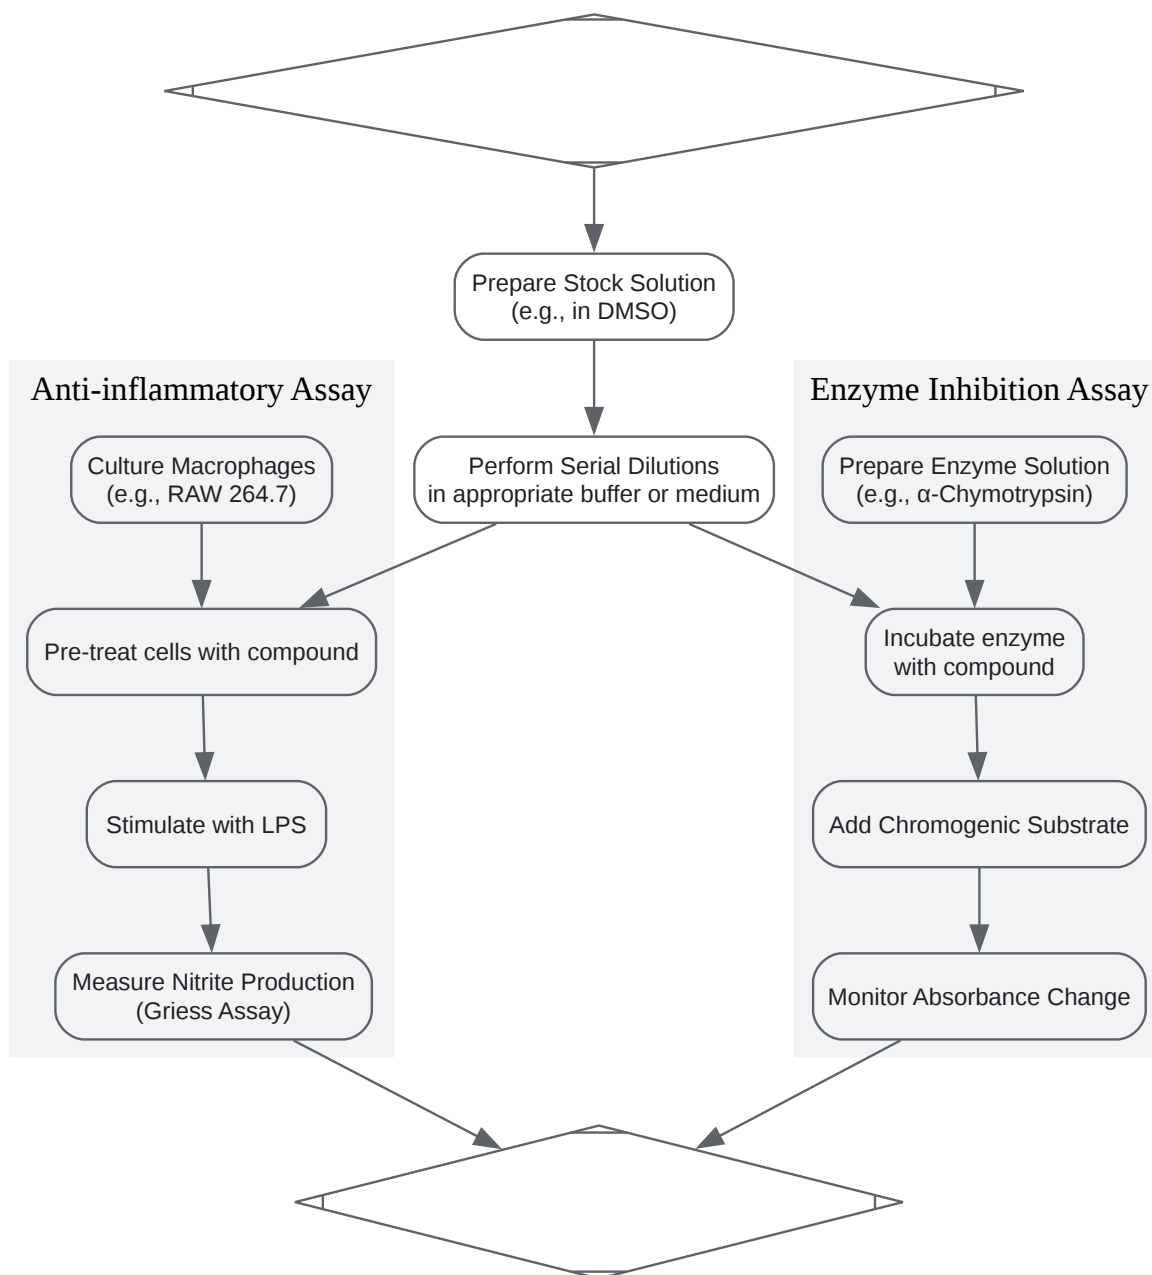 Prepare Stock Solution
(e.g., in DMSO)
Anti-inflammatory Assay
Enzyme Inhibition Assay
Culture Macrophages
(e.g., RAW 264.7)
Perform Serial Dilutions
in appropriate buffer or medium
Prepare Enzyme Solution
(e.g., α-Chymotrypsin)
Pre-treat cells with compound
Incubate enzyme
with compound
Stimulate with LPS
Add Chromogenic Substrate
Measure Nitrite Production
(Griess Assay)
Monitor Absorbance Change